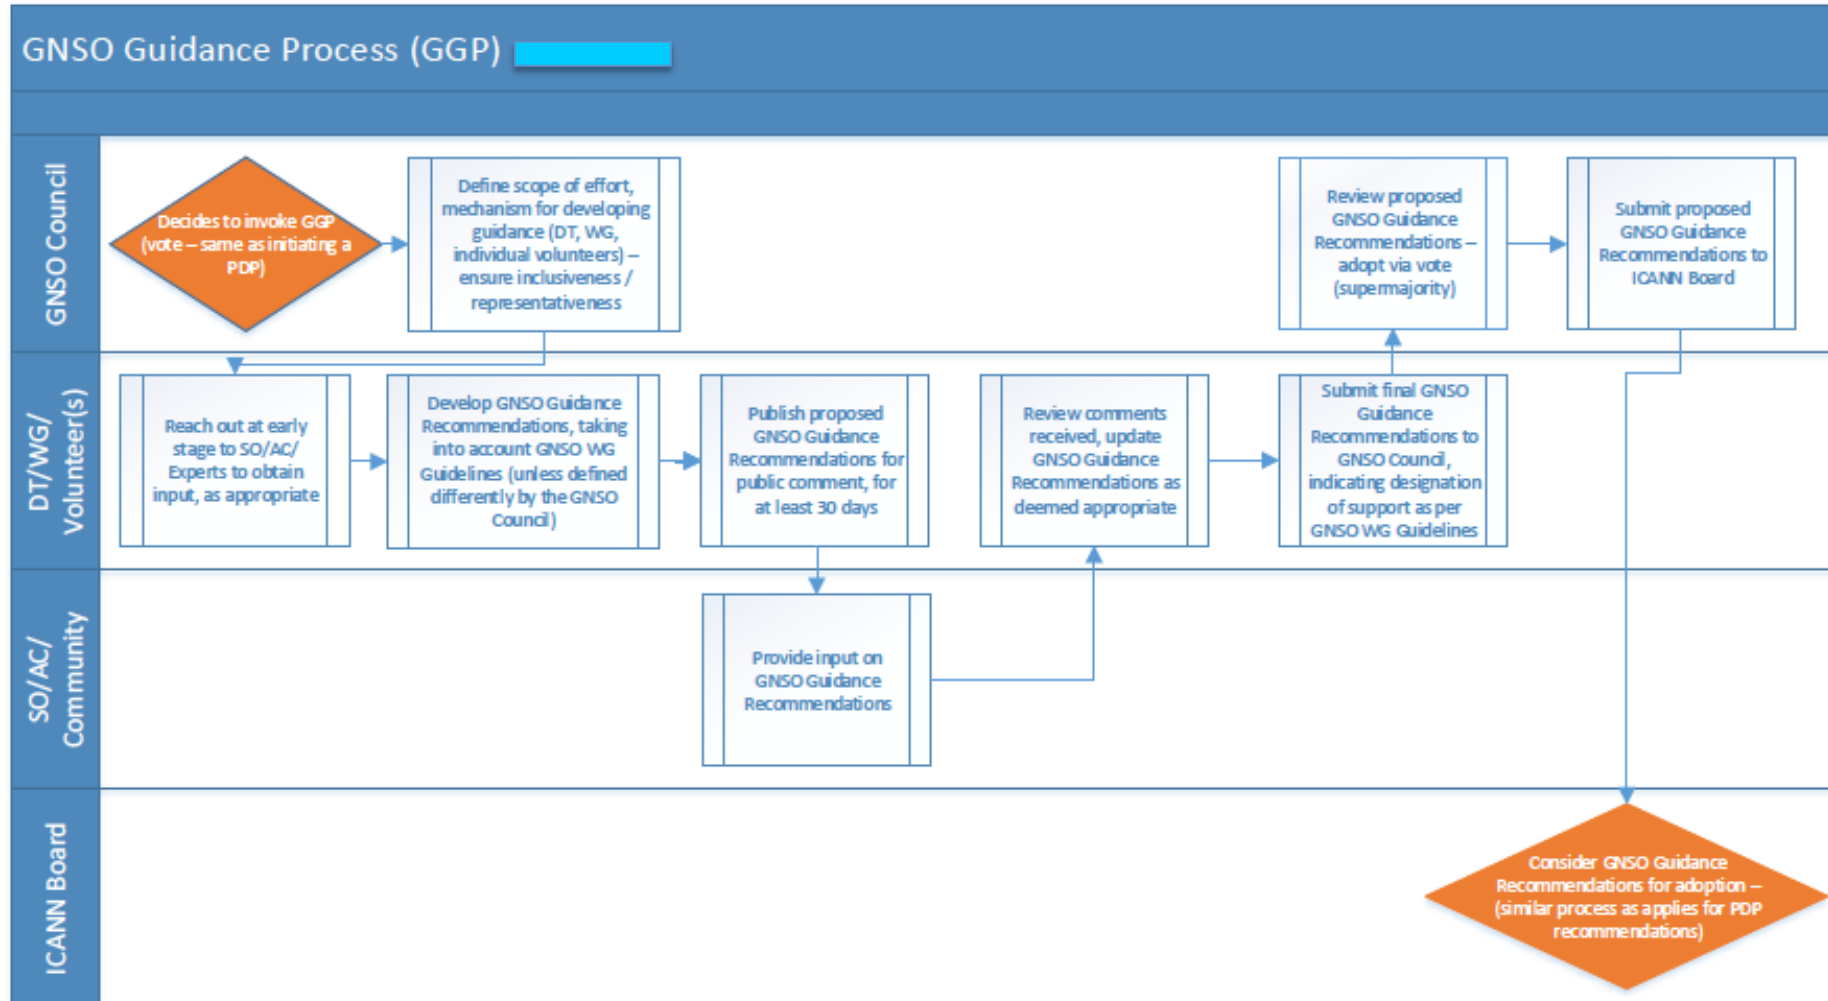 GNSO Guidance Process (GGP)
GNSO Council
Decides to invoke GGP
(vote – same as initiating a
PDP)
Define scope of effort,
mechanism for developing
guidance (DT, WG,
individual volunteers) –
ensure inclusiveness /
representativeness
Review proposed
GNSO Guidance
Recommendations –
adopt via vote
(supermajority)
Submit proposed
GNSO Guidance
Recommendations to
ICANN Board
DT/WG/
Volunteer(s)
Reach out at early
stage to SO/AC/
Experts to obtain
input, as appropriate
Develop GNSO Guidance
Recommendations, taking
into account GNSO WG
Guidelines (unless defined
differently by the GNSO
Council)
Publish proposed
GNSO Guidance
Recommendations for
public comment, for
at least 30 days
Review comments
received, update
GNSO Guidance
Recommendations as
deemed appropriate
Submit final GNSO
Guidance
Recommendations to
GNSO Council,
indicating designation
of support as per
GNSO WG Guidelines
SO/AC/
Community
Provide input on
GNSO Guidance
Recommendations
ICANN Board
Consider GNSO Guidance
Recommendations for adoption –
(similar process as applies for PDP
recommendations)